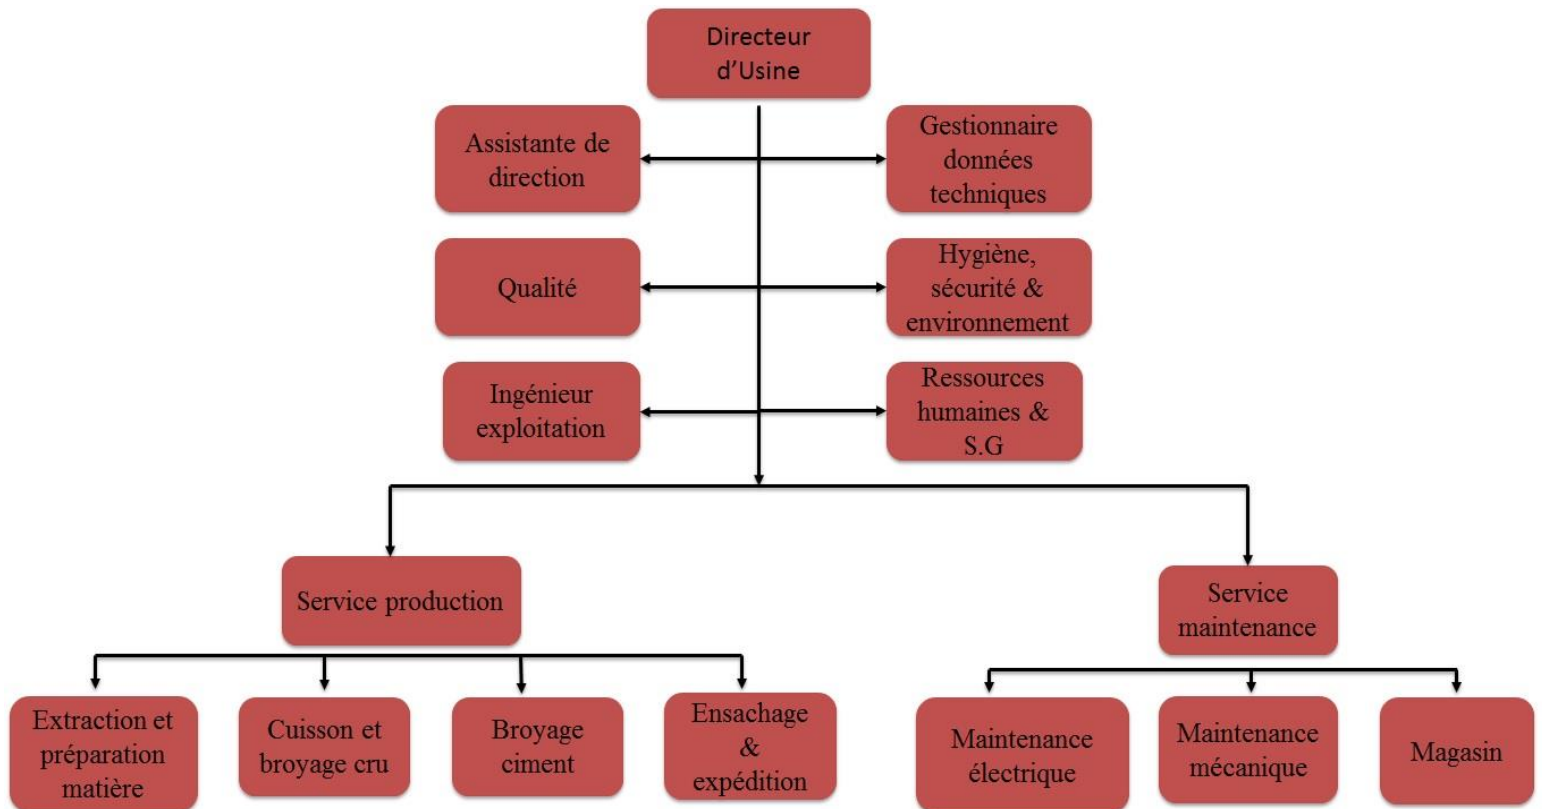 Directeur
d’Usine
Assistante de
direction
Gestionnaire
données
techniques
Qualité
Hygiène,
sécurité &
environnement
Ingénieur
exploitation
Ressources
humaines &
S.G
Service production
Service
maintenance
Extraction et
préparation
matière
Cuisson et
broyage cru
Broyage
ciment
Ensachage
&
expédition
Maintenance
électrique
Maintenance
mécanique
Magasin